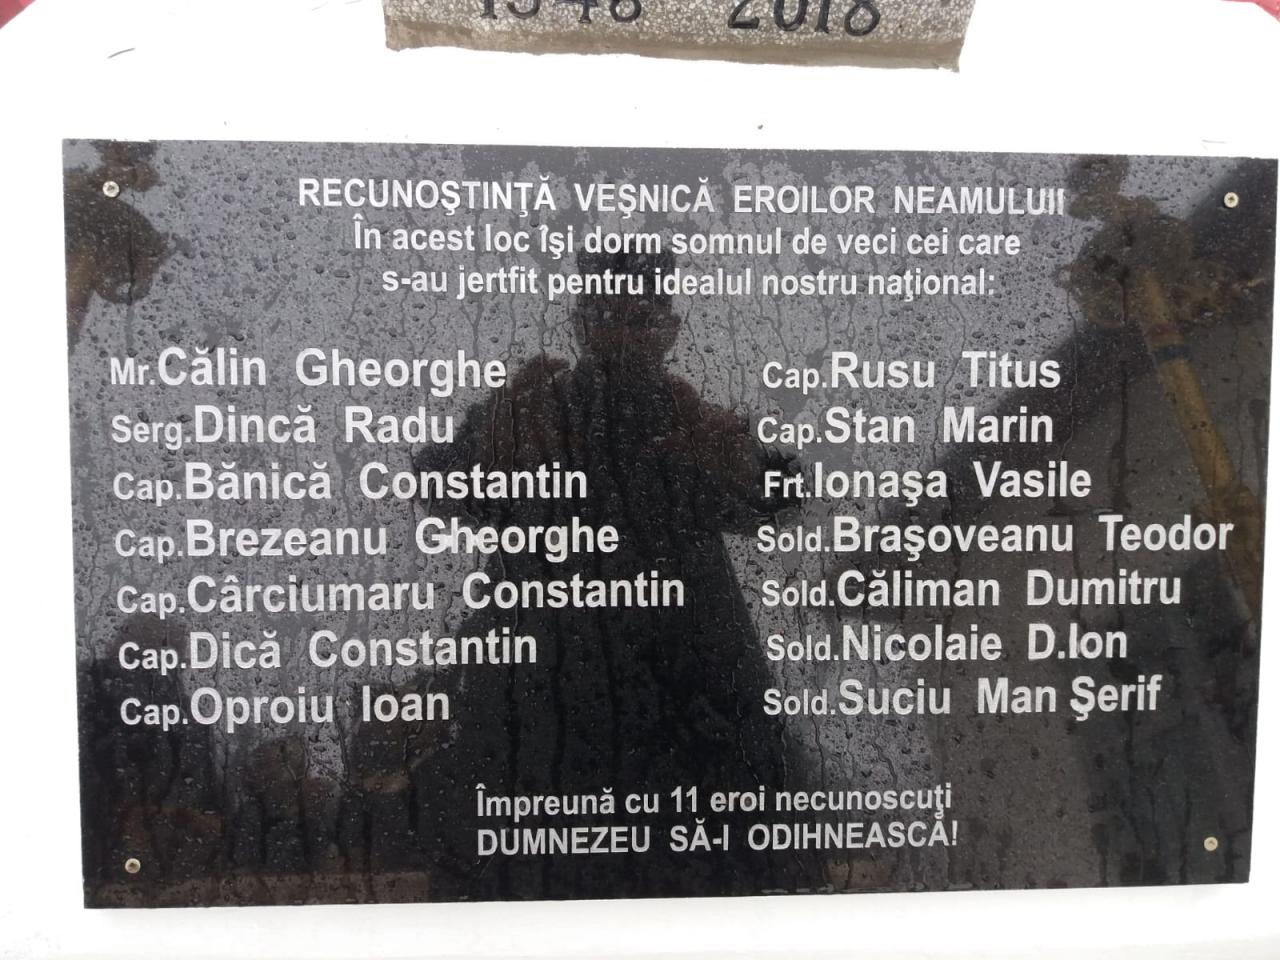 1948 2018
RECUNOŞTINŢĂ VEŞNICĂ EROILOR NEAMULUI!
În acest loc îşi dorm somnul de veci cei care
s-au jertfit pentru idealul nostru naţional:
Mr.Călin Gheorghe
Serg.Dincă Radu
Cap.Bănică Constantin
Cap.Brezeanu Gheorghe
Cap.Cârciumaru Constantin
Cap.Dică Constantin
Cap.Oproiu Ioan
Cap.Rusu Titus
Cap.Stan Marin
Frt.Ionaşa Vasile
Sold.Braşoveanu Teodor
Sold.Căliman Dumitru
Sold.Nicolaie D.Ion
Sold.Suciu Man Şerif
Împreună cu 11 eroi necunoscuţi
DUMNEZEU SĂ-I ODIHNEASCĂ!